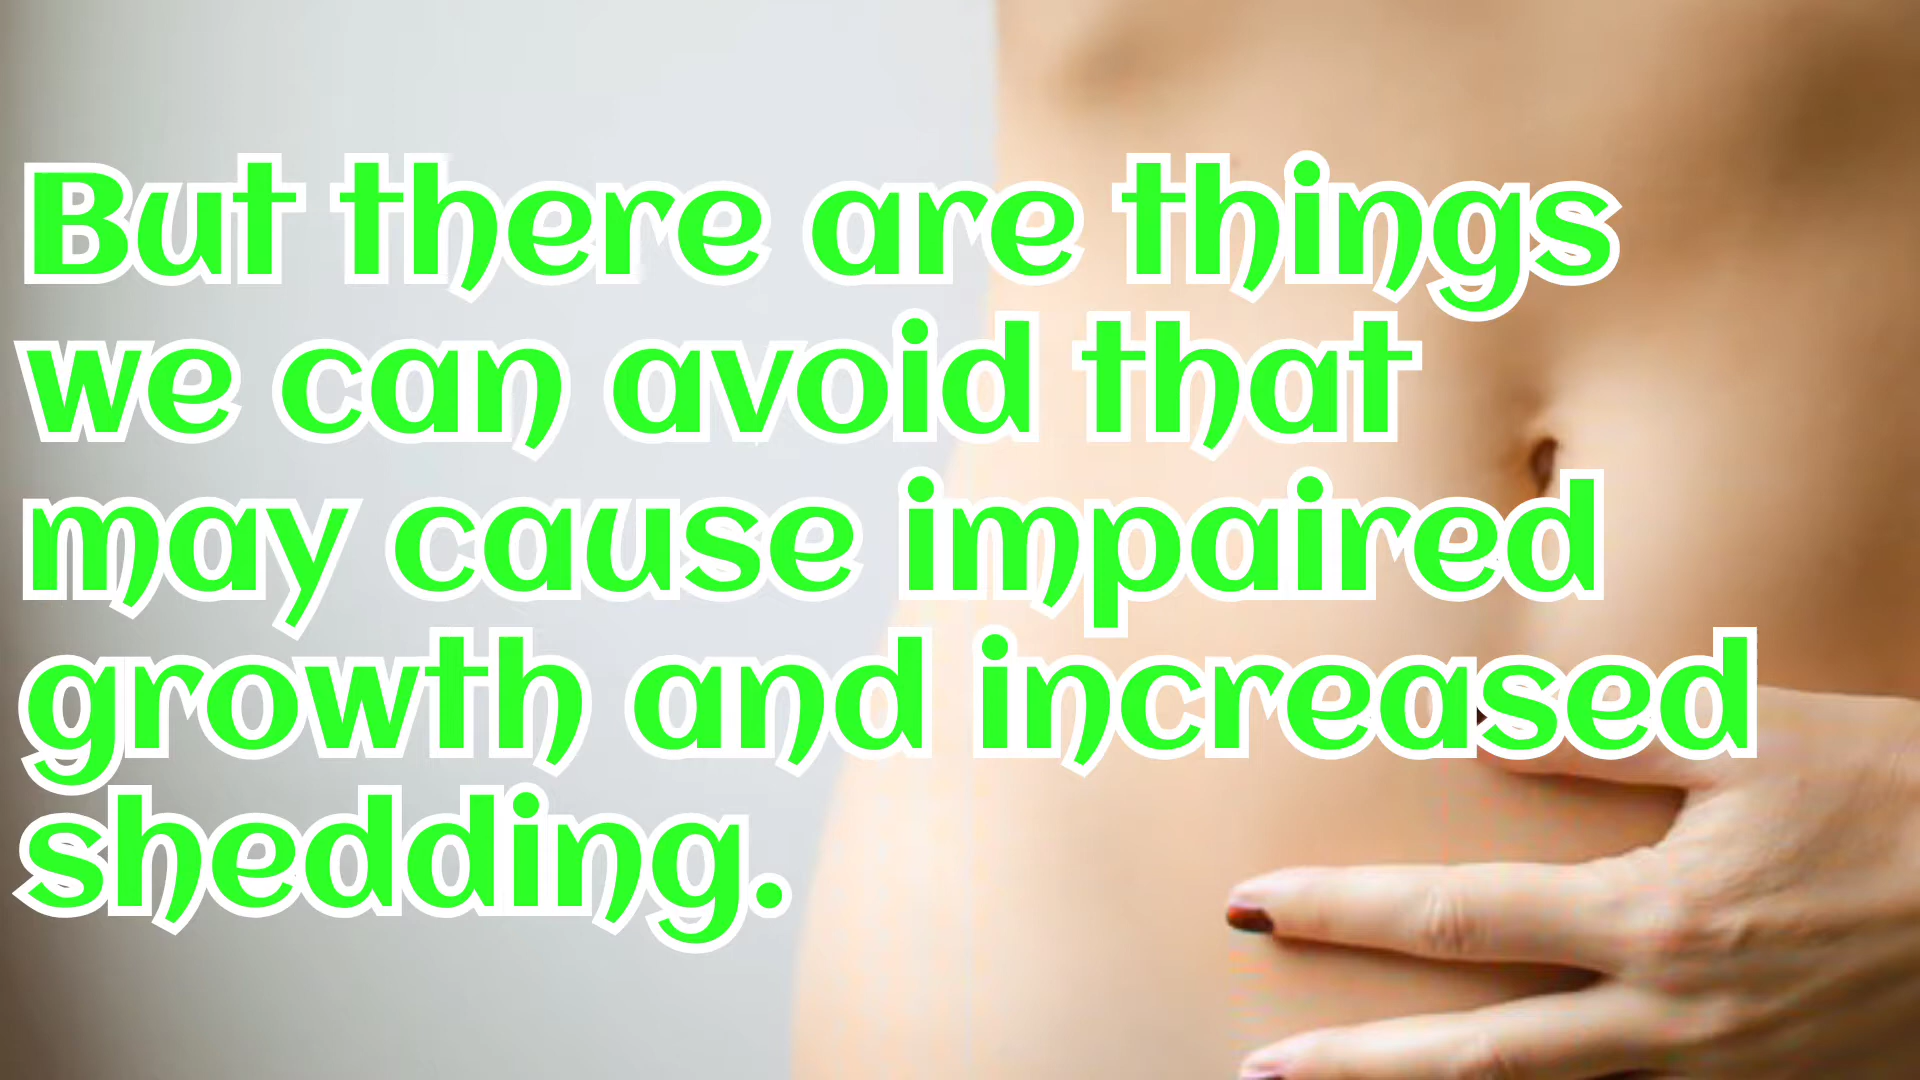 But there are things
we can avoid that
may cause impaired
growth and increased
shedding.